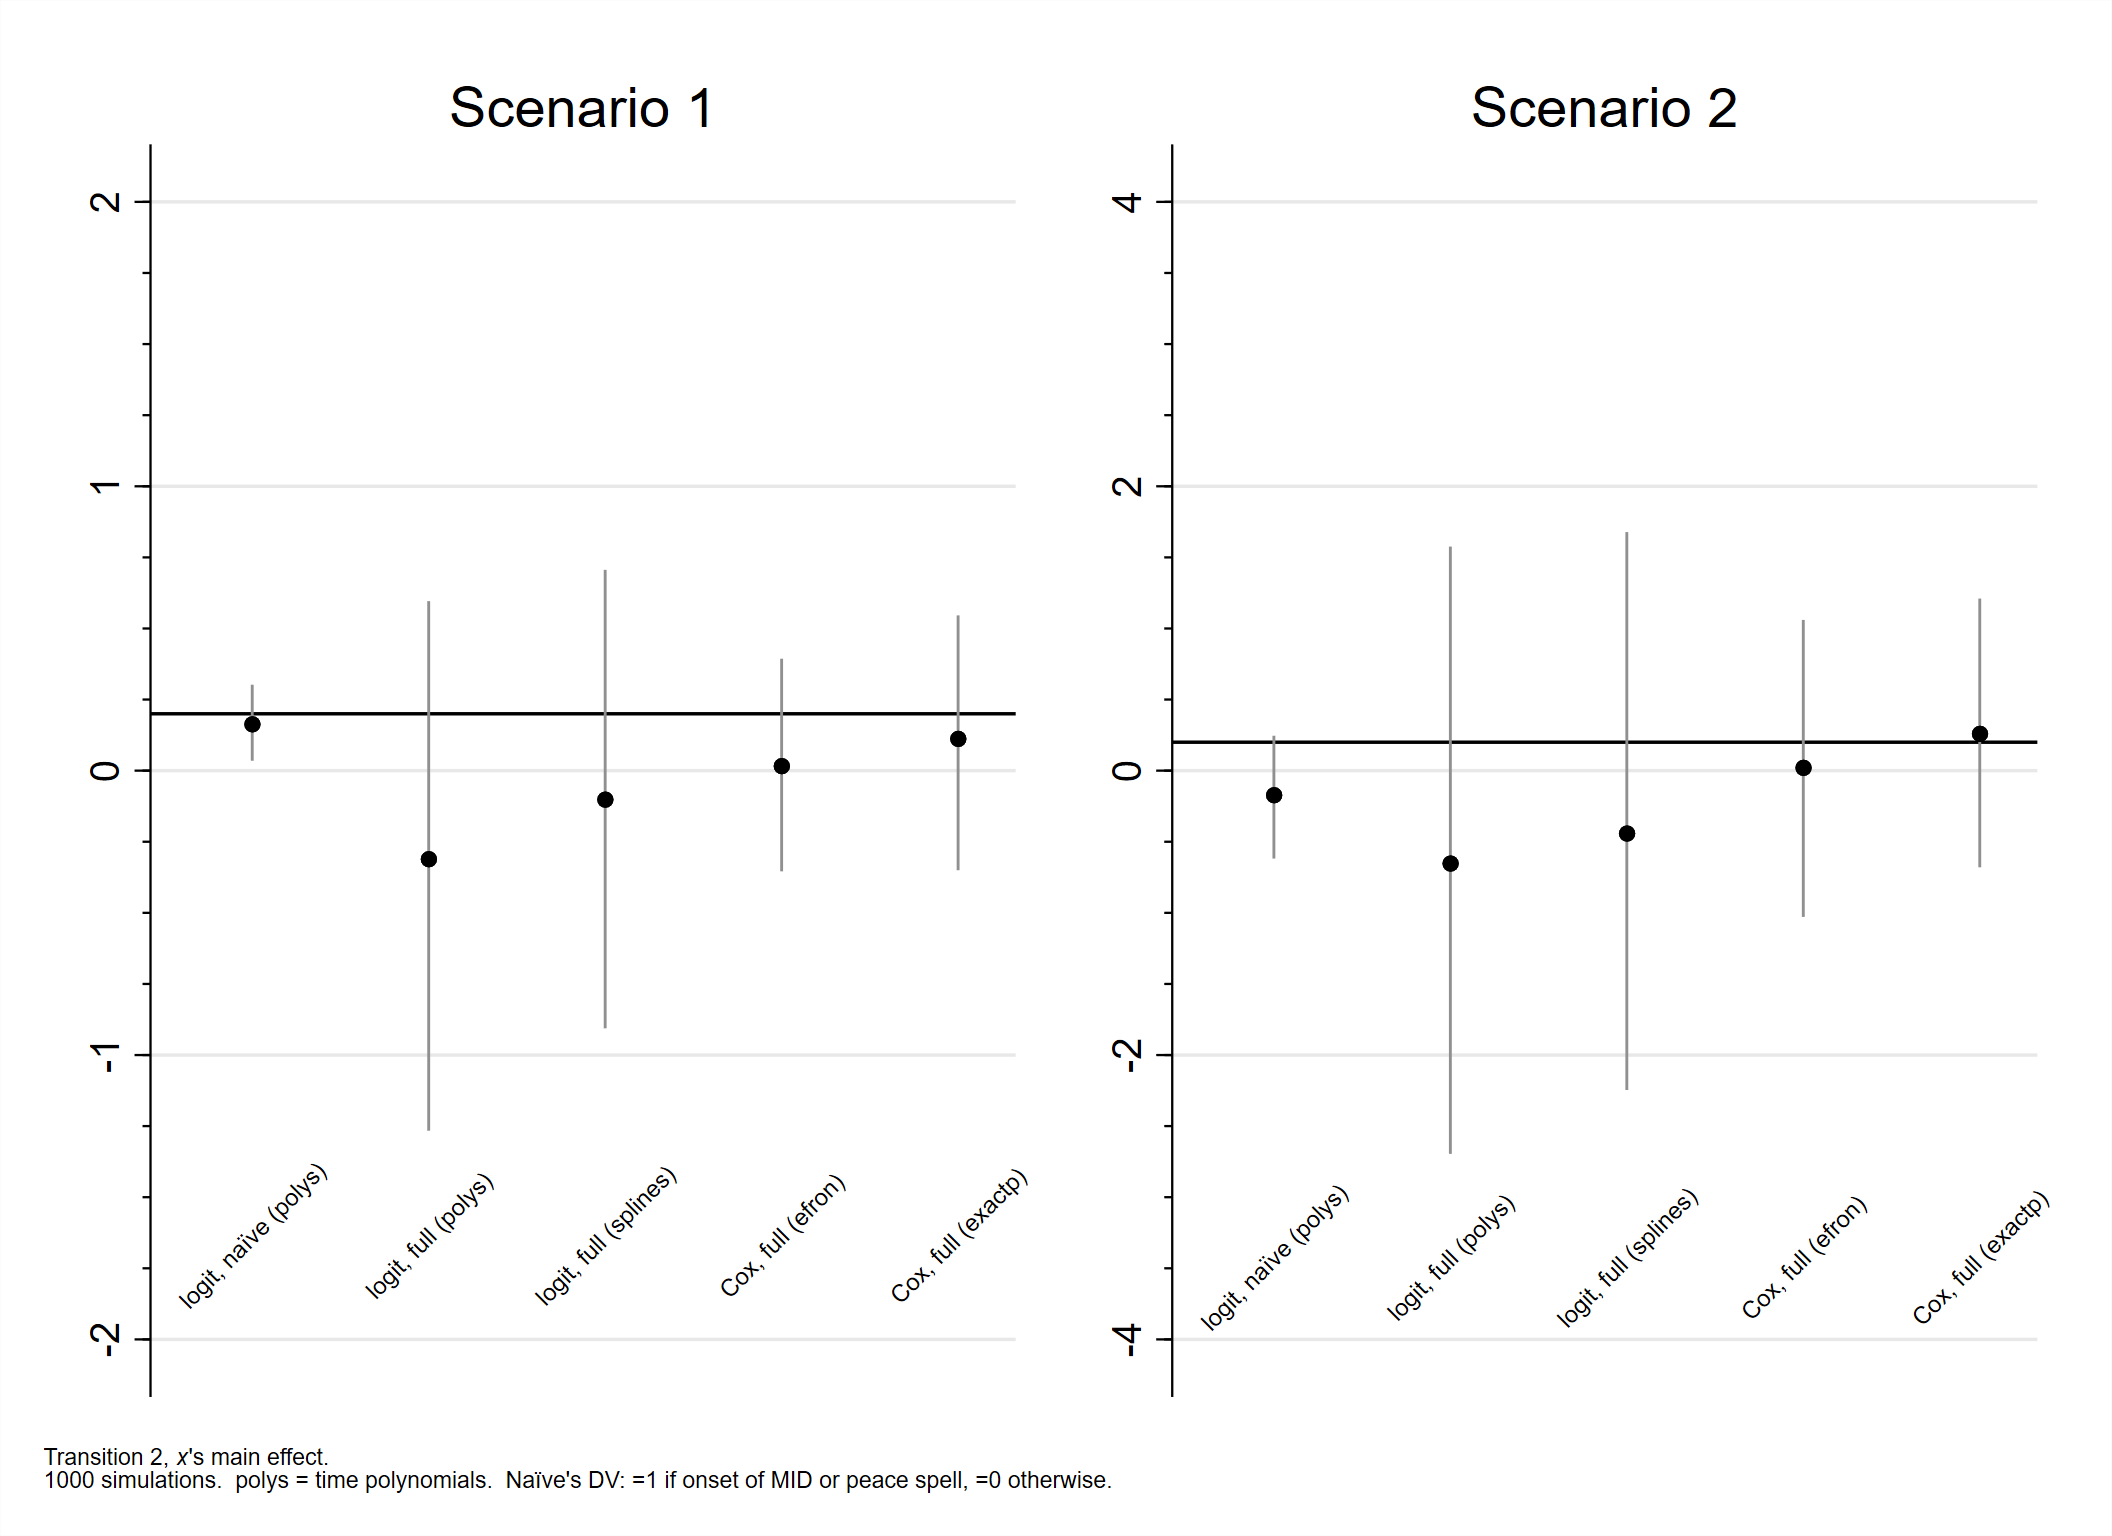 Scenario 1
2
1
0
-1
-2
logit, naïve (polys)
logit, full (polys)
logit, full (splines)
Cox, full (efron)
Cox, full (exactp)
Scenario 2
4
2
0
-2
-4
logit, naïve (polys)
logit, full (polys)
logit, full (splines)
Cox, full (efron)
Cox, full (exactp)
Transition 2, x's main effect.
1000 simulations.  polys = time polynomials.  Naïve's DV: =1 if onset of MID or peace spell, =0 otherwise.